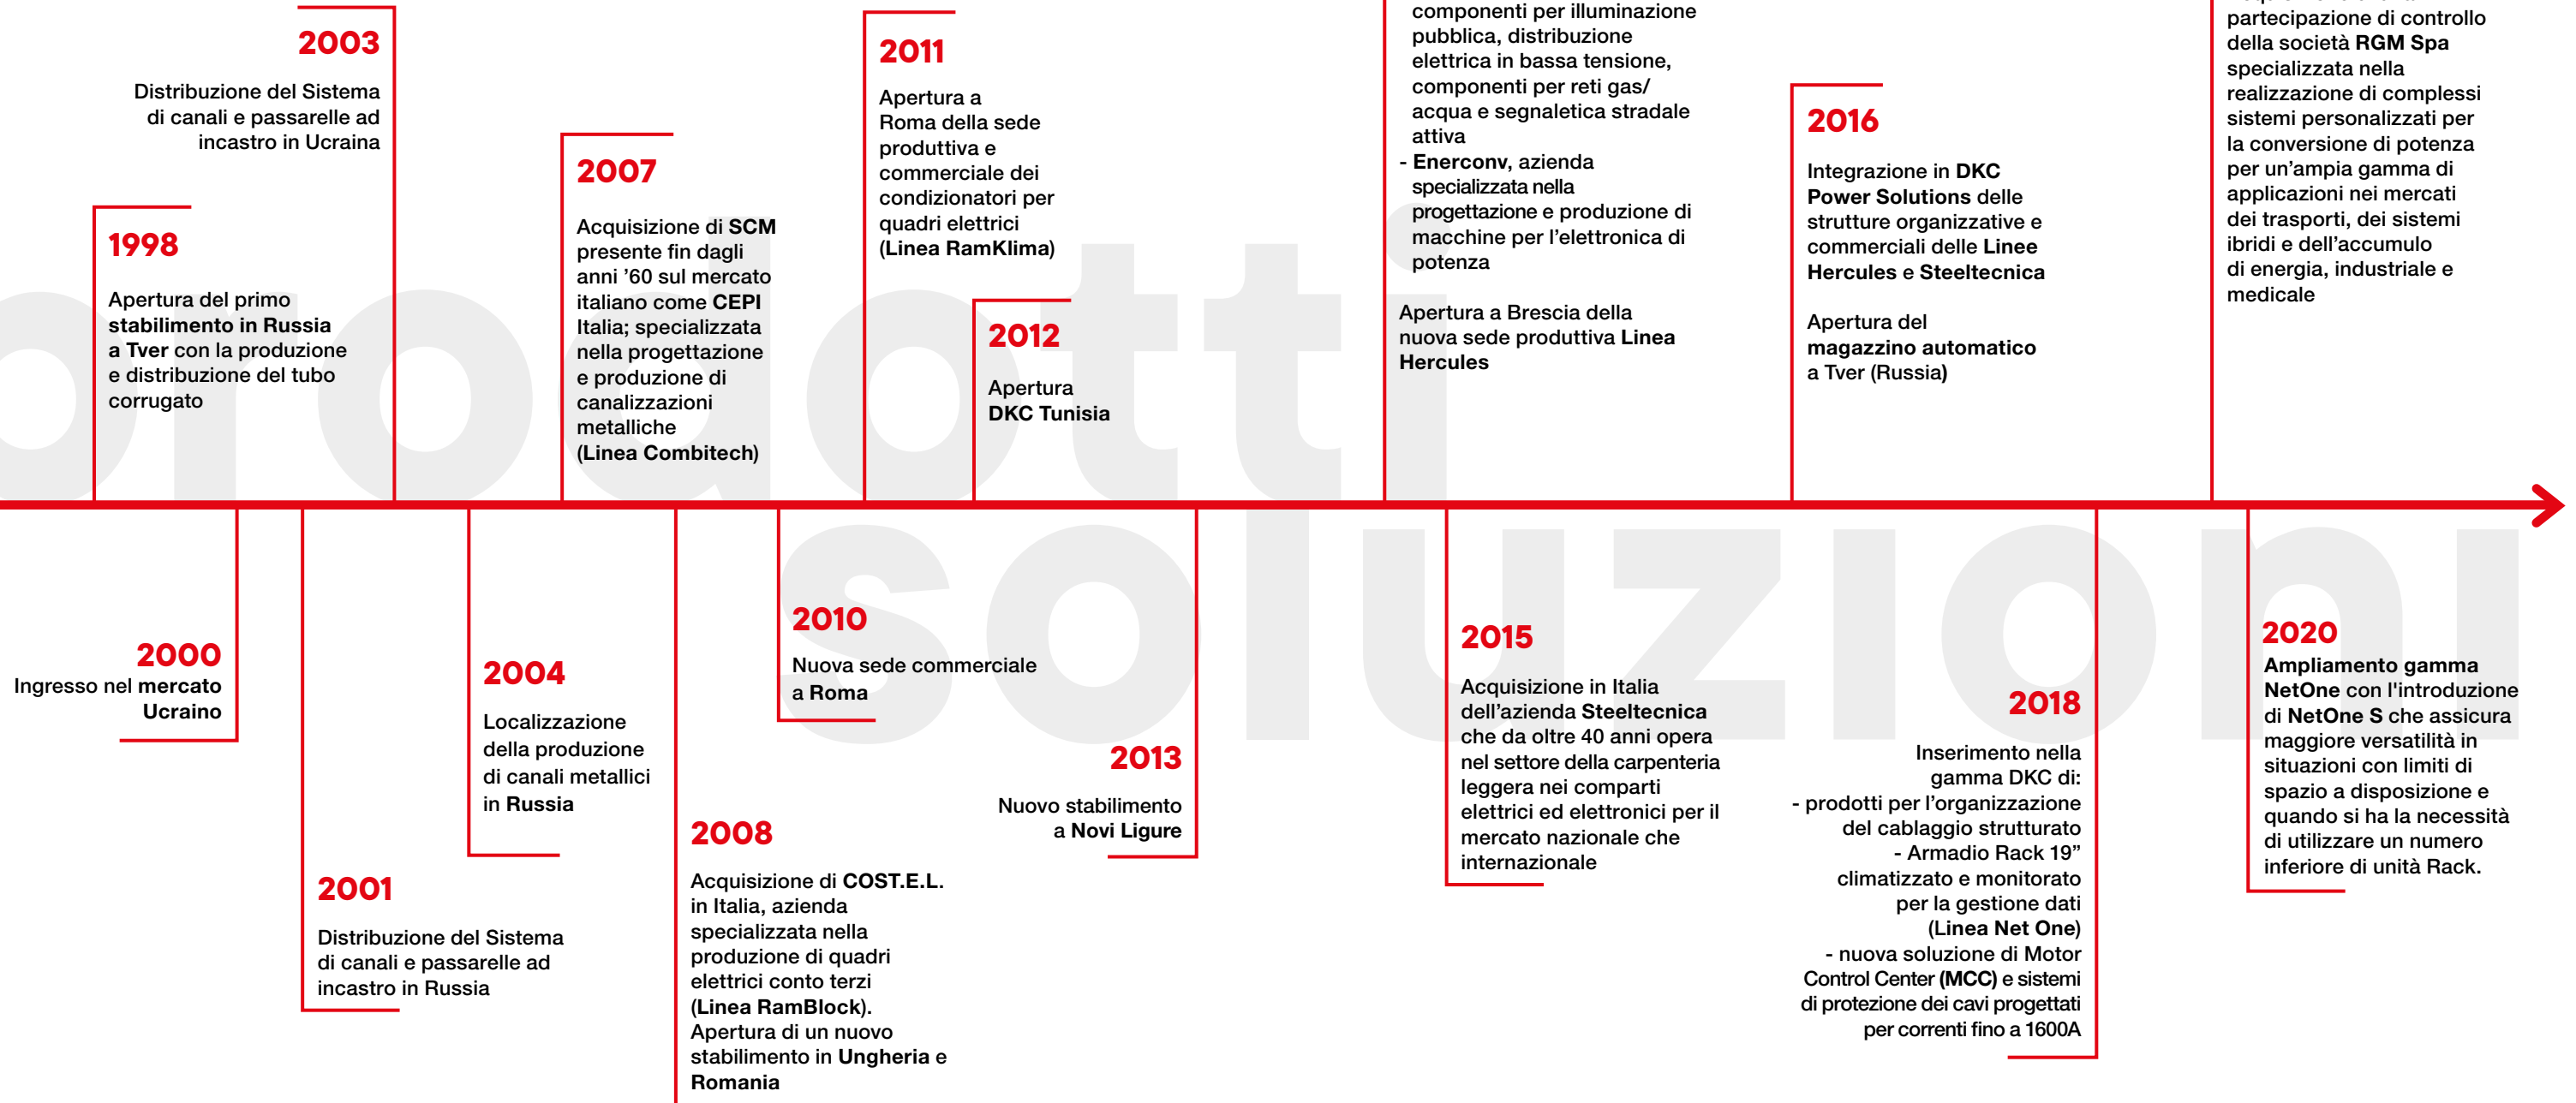 2003
Distribuzione del Sistema
di canali e passarelle ad
incastro in Ucraina
1998
Apertura del primo
stabilimento in Russia
a Tver con la produzione
e distribuzione del tubo
corrugato
2007
Acquisizione di SCM
presente fin dagli
anni ’60 sul mercato
italiano come CEPI
Italia; specializzata
nella progettazione
e produzione di
canalizzazioni
metalliche
(Linea Combitech)
2011
Apertura a
Roma della sede
produttiva e
commerciale dei
condizionatori per
quadri elettrici
(Linea RamKlima)
2012
Apertura
DKC Tunisia
componenti per illuminazione
pubblica, distribuzione
elettrica in bassa tensione,
componenti per reti gas/
acqua e segnaletica stradale
attiva
- Enerconv, azienda
specializzata nella
progettazione e produzione di
macchine per l’elettronica di
potenza
Apertura a Brescia della
nuova sede produttiva Linea
Hercules
2016
Integrazione in DKC
Power Solutions delle
strutture organizzative e
commerciali delle Linee
Hercules e Steeltecnica
Apertura del
magazzino automatico
a Tver (Russia)
partecipazione di controllo
della società RGM Spa
specializzata nella
realizzazione di complessi
sistemi personalizzati per
la conversione di potenza
per un’ampia gamma di
applicazioni nei mercati
dei trasporti, dei sistemi
ibridi e dell’accumulo
di energia, industriale e
medicale
prodotti
soluzioni
2000
Ingresso nel mercato
Ucraino
2001
Distribuzione del Sistema
di canali e passarelle ad
incastro in Russia
2004
Localizzazione
della produzione
di canali metallici
in Russia
2008
Acquisizione di COST.E.L.
in Italia, azienda
specializzata nella
produzione di quadri
elettrici conto terzi
(Linea RamBlock).
Apertura di un nuovo
stabilimento in Ungheria e
Romania
2010
Nuova sede commerciale
a Roma
2013
Nuovo stabilimento
a Novi Ligure
2015
Acquisizione in Italia
dell’azienda Steeltecnica
che da oltre 40 anni opera
nel settore della carpenteria
leggera nei comparti
elettrici ed elettronici per il
mercato nazionale che
internazionale
2018
Inserimento nella
gamma DKC di:
- prodotti per l’organizzazione
del cablaggio strutturato
- Armadio Rack 19”
climatizzato e monitorato
per la gestione dati
(Linea Net One)
- nuova soluzione di Motor
Control Center (MCC) e sistemi
di protezione dei cavi progettati
per correnti fino a 1600A
2020
Ampliamento gamma
NetOne con l'introduzione
di NetOne S che assicura
maggiore versatilità in
situazioni con limiti di
spazio a disposizione e
quando si ha la necessità
di utilizzare un numero
inferiore di unità Rack.